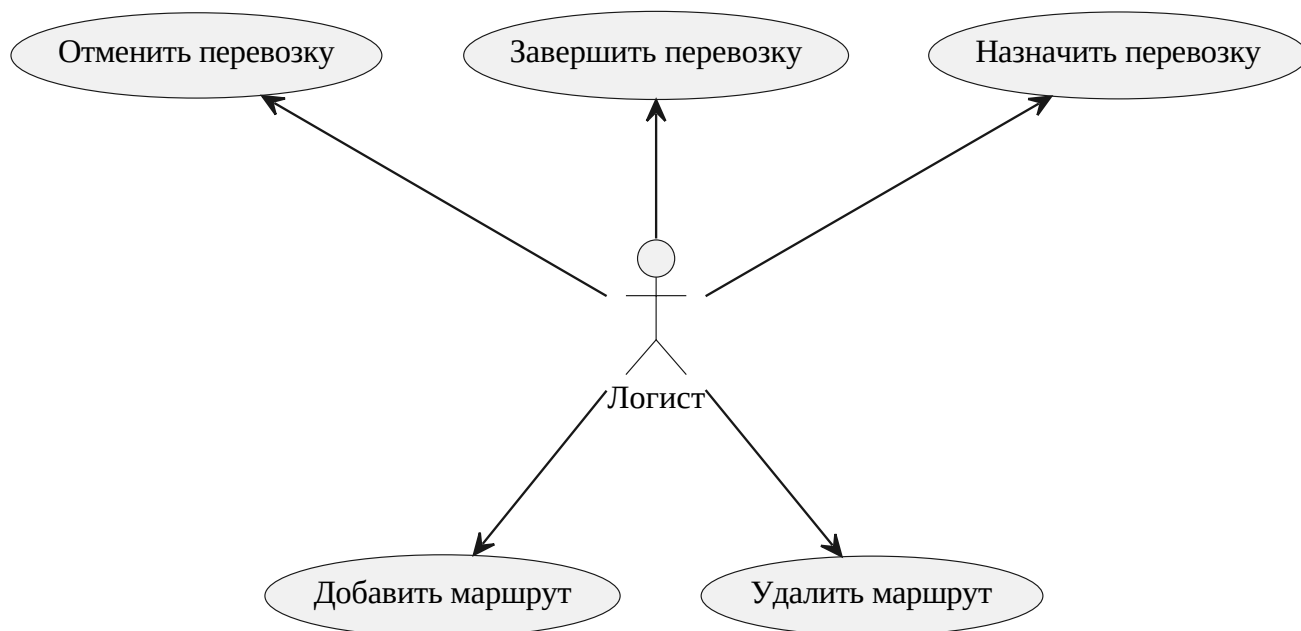 Отменить перевозку
Завершить перевозку
Назначить перевозку
Логист
Добавить маршрут
Удалить маршрут